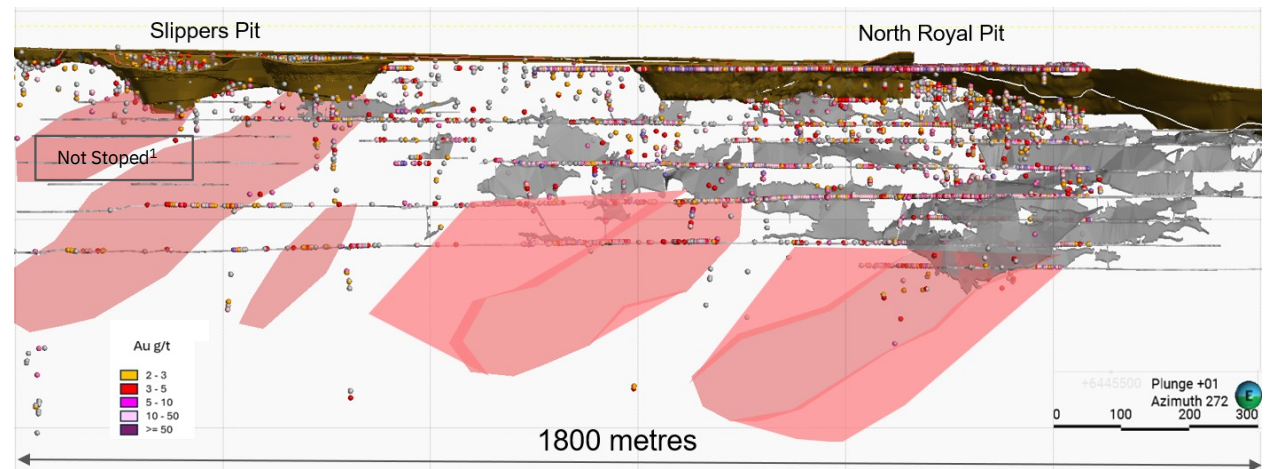 Slippers Pit
North Royal Pit
Not Stoped¹
Au g/t
2 - 3
3 - 5
5 - 10
10 - 50
>= 50
+6445500
Plunge +01
Azimuth 272
E
0 100 200 300
1800 metres